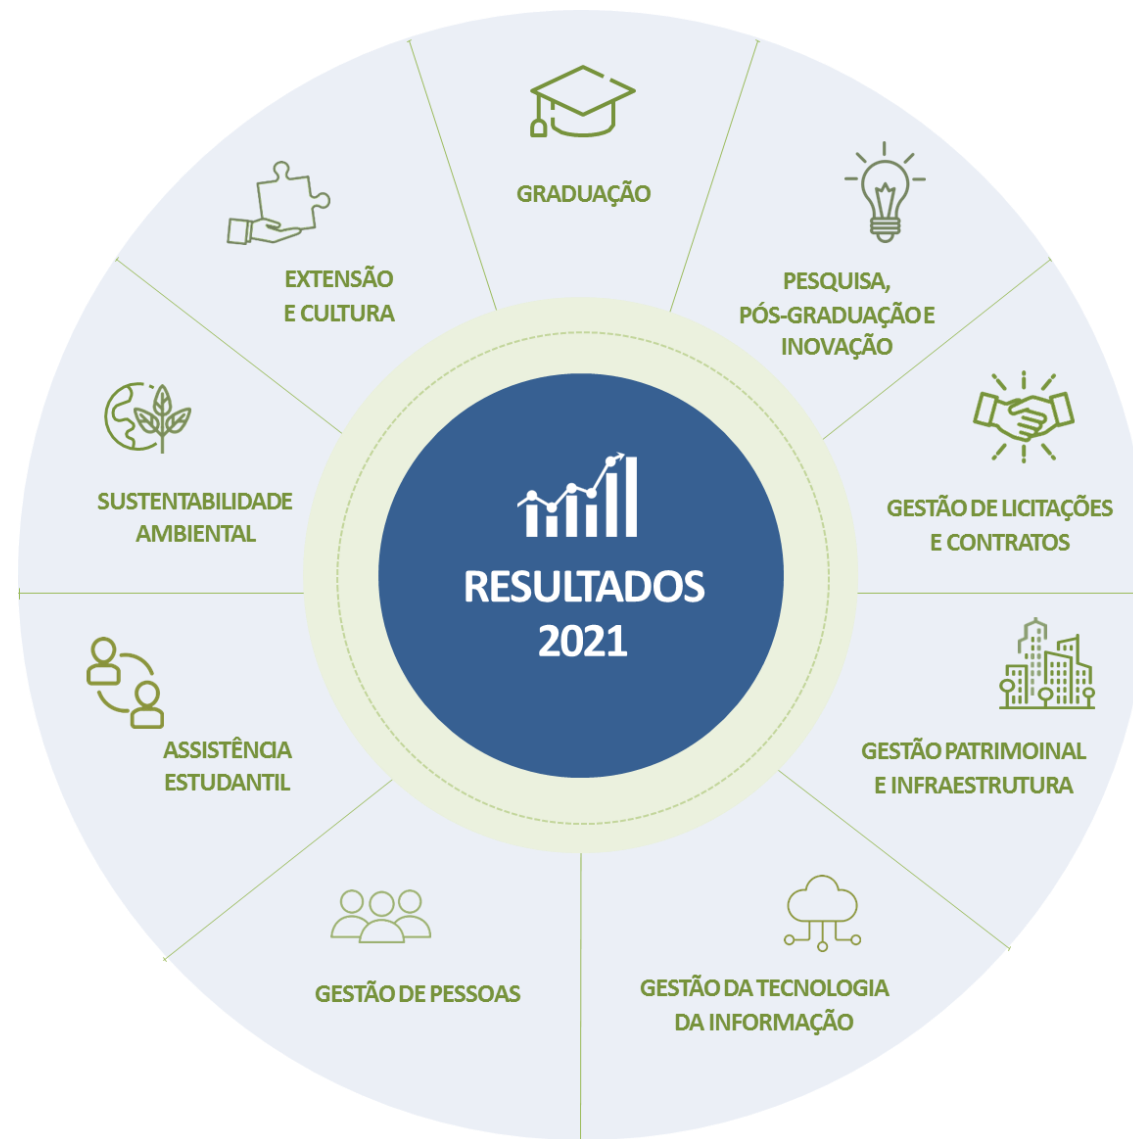 GRADUAÇÃO
PESQUISA,
PÓS-GRADUAÇÃO E
INOVAÇÃO
GESTÃO DE LICITAÇÕES
E CONTRATOS
GESTÃO PATRIMOINAL
E INFRAESTRUTURA
GESTÃO DA TECNOLOGIA
DA INFORMAÇÃO
GESTÃO DE PESSOAS
ASSISTÊNCIA
ESTUDANTIL
SUSTENTABILIDADE
AMBIENTAL
EXTENSÃO
E CULTURA
RESULTADOS
2021